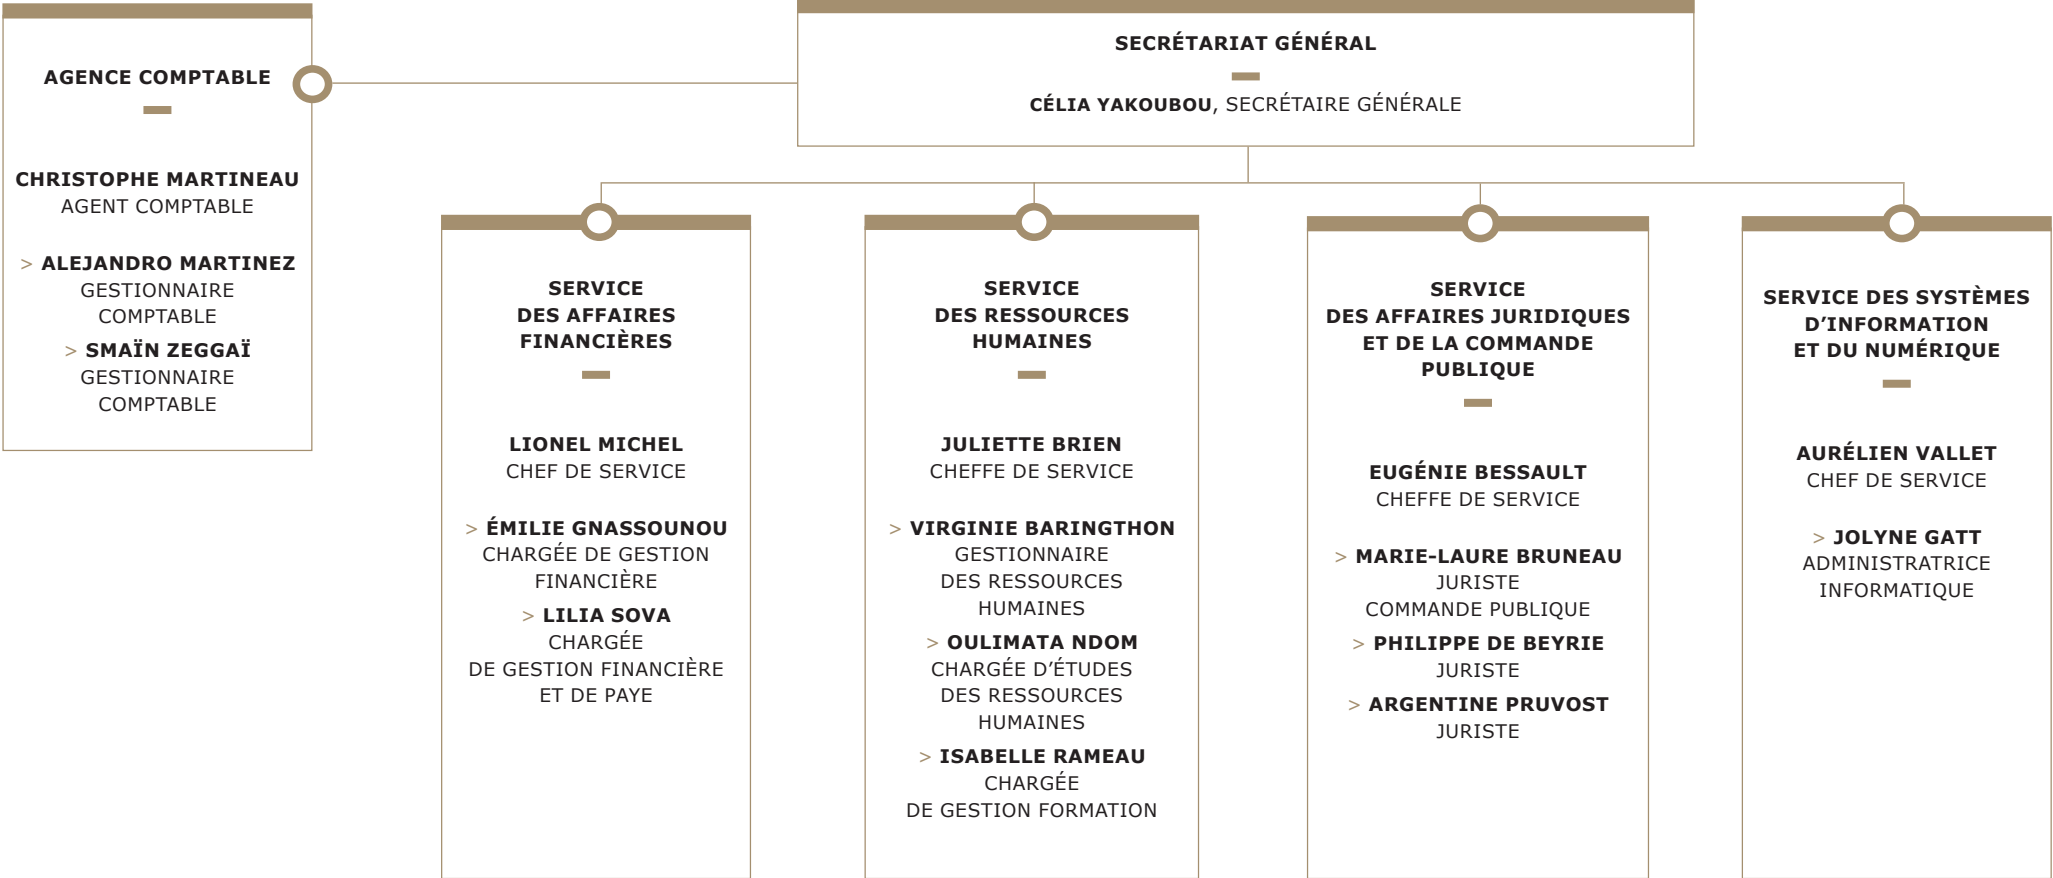 AGENCE COMPTABLE
CHRISTOPHE MARTINEAU
AGENT COMPTABLE
> ALEJANDRO MARTINEZ
GESTIONNAIRE
COMPTABLE
> SMAÏN ZEGGAÏ
GESTIONNAIRE
COMPTABLE
SECRÉTARIAT GÉNÉRAL
CÉLIA YAKOUBOU, SECRÉTAIRE GÉNÉRALE
SERVICE
DES AFFAIRES
FINANCIÈRES
LIONEL MICHEL
CHEF DE SERVICE
> ÉMILIE GNASSOUNOU
CHARGÉE DE GESTION
FINANCIÈRE
> LILIA SOVA
CHARGÉE
DE GESTION FINANCIÈRE
ET DE PAYE
SERVICE
DES RESSOURCES
HUMAINES
JULIETTE BRIEN
CHEFFE DE SERVICE
> VIRGINIE BARINGTHON
GESTIONNAIRE
DES RESSOURCES
HUMAINES
> OULIMATA NDOM
CHARGÉE D’ÉTUDES
DES RESSOURCES
HUMAINES
> ISABELLE RAMEAU
CHARGÉE
DE GESTION FORMATION
SERVICE
DES AFFAIRES JURIDIQUES
ET DE LA COMMANDE
PUBLIQUE
EUGÉNIE BESSAULT
CHEFFE DE SERVICE
> MARIE-LAURE BRUNEAU
JURISTE
COMMANDE PUBLIQUE
> PHILIPPE DE BEYRIE
JURISTE
> ARGENTINE PRUVOST
JURISTE
SERVICE DES SYSTÈMES
D’INFORMATION
ET DU NUMÉRIQUE
AURÉLIEN VALLET
CHEF DE SERVICE
> JOLYNE GATT
ADMINISTRATRICE
INFORMATIQUE